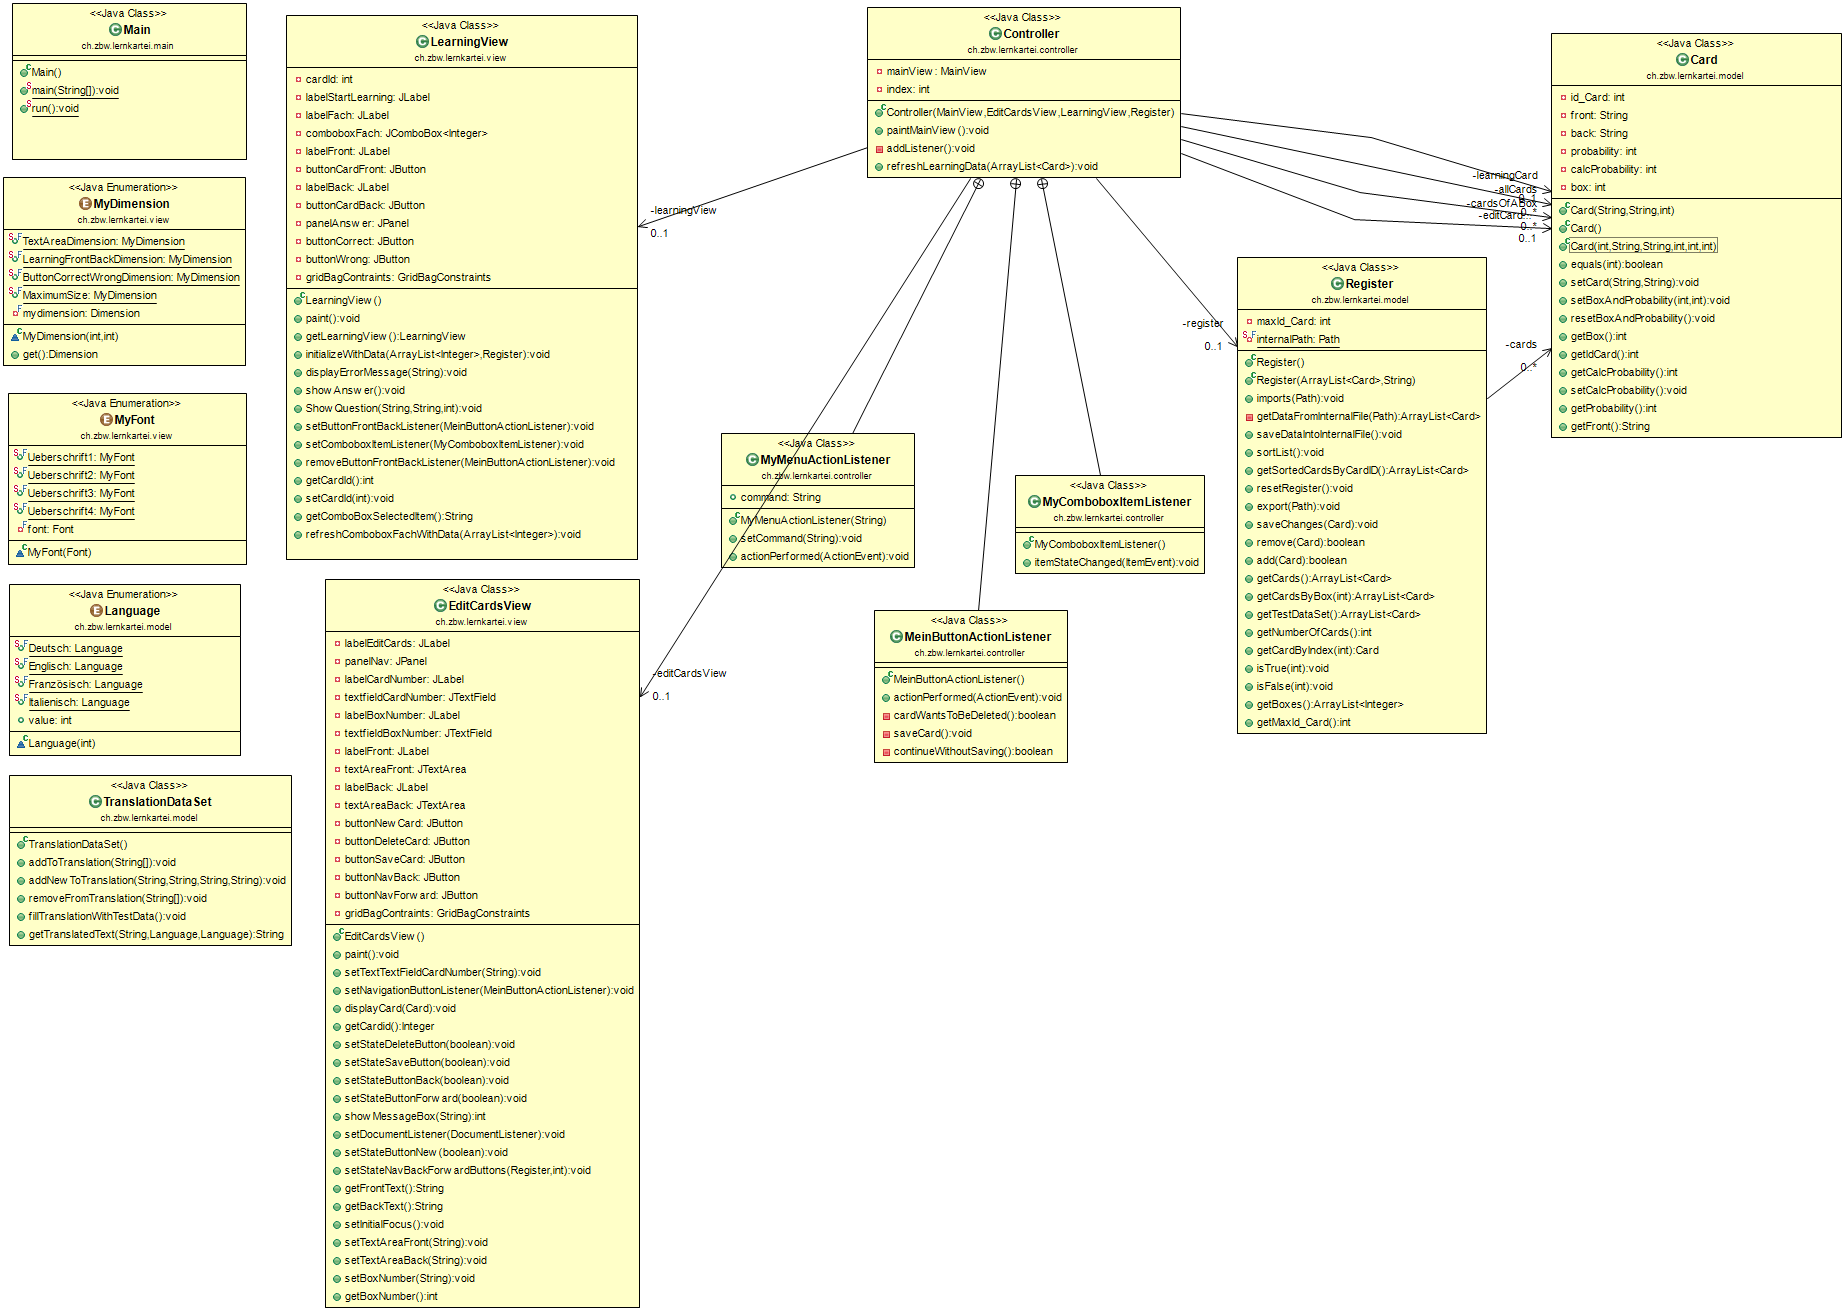 <<Java Class>>
Main
ch.zbw.lernkartei.main
Main()
main(String[]):void
run():void
<<Java Enumeration>>
MyDimension
ch.zbw.lernkartei.view
TextAreaDimension: MyDimension
LearningFrontBackDimension: MyDimension
ButtonCorrectWrongDimension: MyDimension
MaximumSize: MyDimension
mydimension: Dimension
MyDimension(int,int)
get():Dimension
<<Java Enumeration>>
MyFont
ch.zbw.lernkartei.view
Ueberschrift1: MyFont
Ueberschrift2: MyFont
Ueberschrift3: MyFont
Ueberschrift4: MyFont
font: Font
MyFont(Font)
<<Java Enumeration>>
Language
ch.zbw.lernkartei.model
Deutsch: Language
Englisch: Language
Französisch: Language
Italienisch: Language
value: int
Language(int)
<<Java Class>>
TranslationDataSet
ch.zbw.lernkartei.model
TranslationDataSet()
addToTranslation(String[]):void
addNewToTranslation(String,String,String,String):void
removeFromTranslation(String[]):void
fillTranslationWithTestData():void
getTranslatedText(String,Language,Language):String
<<Java Class>>
LearningView
ch.zbw.lernkartei.view
cardId: int
labelStartLearning: JLabel
labelFach: JLabel
comboboxFach: JComboBox<Integer>
labelFront: JLabel
buttonCardFront: JButton
labelBack: JLabel
buttonCardBack: JButton
panelAnswer: JPanel
buttonCorrect: JButton
buttonWrong: JButton
gridBagContraints: GridBagConstraints
LearningView()
paint():void
getLearningView():LearningView
initializeWithData(ArrayList<Integer>,Register):void
displayErrorMessage(String):void
showAnswer():void
ShowQuestion(String,String,int):void
setButtonFrontBackListener(MeinButtonActionListener):void
setComboboxItemListener(MyComboboxItemListener):void
removeButtonFrontBackListener(MeinButtonActionListener):void
getCardId():int
setCardId(int):void
getComboBoxSelectedItem():String
refreshComboboxFachWithData(ArrayList<Integer>):void
<<Java Class>>
EditCardsView
ch.zbw.lernkartei.view
labelEditCards: JLabel
panelNav: JPanel
labelCardNumber: JLabel
textfieldCardNumber: JTextField
labelBoxNumber: JLabel
textfieldBoxNumber: JTextField
labelFront: JLabel
textAreaFront: JTextArea
labelBack: JLabel
textAreaBack: JTextArea
buttonNewCard: JButton
buttonDeleteCard: JButton
buttonSaveCard: JButton
buttonNavBack: JButton
buttonNavForward: JButton
gridBagContraints: GridBagConstraints
EditCardsView()
paint():void
setTextTextFieldCardNumber(String):void
setNavigationButtonListener(MeinButtonActionListener):void
displayCard(Card):void
getCardid():Integer
setStateDeleteButton(boolean):void
setStateSaveButton(boolean):void
setStateButtonBack(boolean):void
setStateButtonForward(boolean):void
showMessageBox(String):int
setDocumentListener(DocumentListener):void
setStateButtonNew(boolean):void
setStateNavBackForwardButtons(Register,int):void
getFrontText():String
getBackText():String
setInitialFocus():void
setTextAreaFront(String):void
setTextAreaBack(String):void
setBoxNumber(String):void
getBoxNumber():int
<<Java Class>>
Controller
ch.zbw.lernkartei.controller
mainView: MainView
index: int
Controller(MainView,EditCardsView,LearningView,Register)
paintMainView():void
addListener():void
refreshLearningData(ArrayList<Card>):void
-learningView
0..1
-editCardsView
0..1
-register
0..1
-learningCard
0..1
-allCards
0..*
-cardsOfABox
0..*
-editCard
0..1
-cards
0..*
<<Java Class>>
MyMenuActionListener
ch.zbw.lernkartei.controller
command: String
MyMenuActionListener(String)
setCommand(String):void
actionPerformed(ActionEvent):void
<<Java Class>>
MyComboboxItemListener
ch.zbw.lernkartei.controller
MyComboboxItemListener()
itemStateChanged(ItemEvent):void
<<Java Class>>
MeinButtonActionListener
ch.zbw.lernkartei.controller
MeinButtonActionListener()
actionPerformed(ActionEvent):void
cardWantsToBeDeleted():boolean
saveCard():void
continueWithoutSaving():boolean
<<Java Class>>
Register
ch.zbw.lernkartei.model
maxId_Card: int
internalPath: Path
Register()
Register(ArrayList<Card>,String)
imports(Path):void
getDataFromInternalFile(Path):ArrayList<Card>
saveDataIntoInternalFile():void
sortList():void
getSortedCardsByCardID():ArrayList<Card>
resetRegister():void
export(Path):void
saveChanges(Card):void
remove(Card):boolean
add(Card):boolean
getCards():ArrayList<Card>
getCardsByBox(int):ArrayList<Card>
getTestDataSet():ArrayList<Card>
getNumberOfCards():int
getCardByIndex(int):Card
isTrue(int):void
isFalse(int):void
getBoxes():ArrayList<Integer>
getMaxId_Card():int
<<Java Class>>
Card
ch.zbw.lernkartei.model
id_Card: int
front: String
back: String
probability: int
calcProbability: int
box: int
Card(String,String,int)
Card()
Card(int,String,String,int,int,int)
equals(int):boolean
setCard(String,String):void
setBoxAndProbability(int,int):void
resetBoxAndProbability():void
getBox():int
getIdCard():int
getCalcProbability():int
setCalcProbability():void
getProbability():int
getFront():String